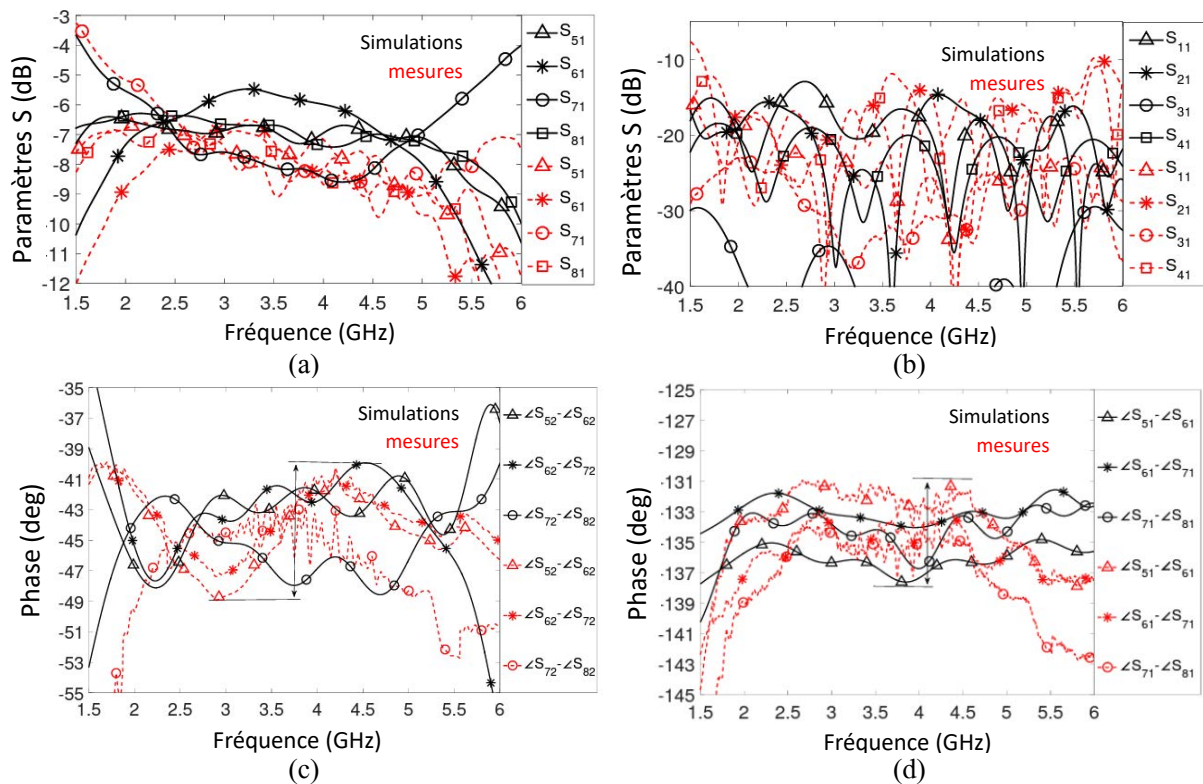 Paramètres S (dB)
-3
-4
-5
-6
-7
-8
-9
-10
-11
-12
1.5 2 2.5 3 3.5 4 4.5 5 5.5 6
Fréquence (GHz)
Simulations
mesures
S51
S61
S71
S81
S51
S61
S71
S81
(a)
Paramètres S (dB)
-10
-20
-30
-40
1.5 2 2.5 3 3.5 4 4.5 5 5.5 6
Fréquence (GHz)
Simulations
mesures
S11
S21
S31
S41
S11
S21
S31
S41
(b)
Phase (deg)
-35
-37
-39
-41
-43
-45
-47
-49
-51
-53
-55
1.5 2 2.5 3 3.5 4 4.5 5 5.5 6
Fréquence (GHz)
Simulations
mesures
∠S52-∠S62
∠S62-∠S72
∠S72-∠S82
∠S52-∠S62
∠S62-∠S72
∠S72-∠S82
(c)
Phase (deg)
-125
-127
-129
-131
-133
-135
-137
-139
-141
-143
-145
1.5 2 2.5 3 3.5 4 4.5 5 5.5 6
Fréquence (GHz)
Simulations
mesures
∠S51-∠S61
∠S61-∠S71
∠S71-∠S81
∠S51-∠S61
∠S61-∠S71
∠S71-∠S81
(d)